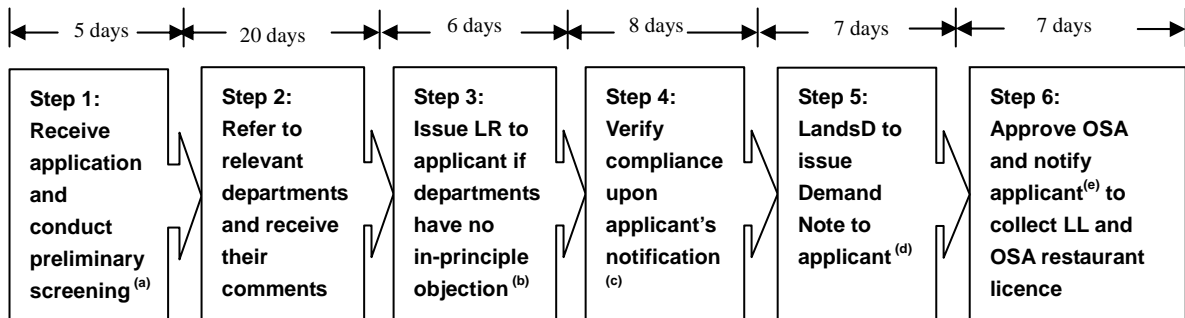 5 days
20 days
6 days
8 days
7 days
7 days
Step 1:
Receive
application
and
conduct
preliminary
screening (a)
Step 2:
Refer to
relevant
departments
and receive
their
comments
Step 3:
Issue LR to
applicant if
departments
have no
in-principle
objection (b)
Step 4:
Verify
compliance
upon
applicant’s
notification
(c)
Step 5:
LandsD to
issue
Demand
Note to
applicant (d)
Step 6:
Approve OSA
and notify
applicant(e) to
collect LL and
OSA restaurant
licence